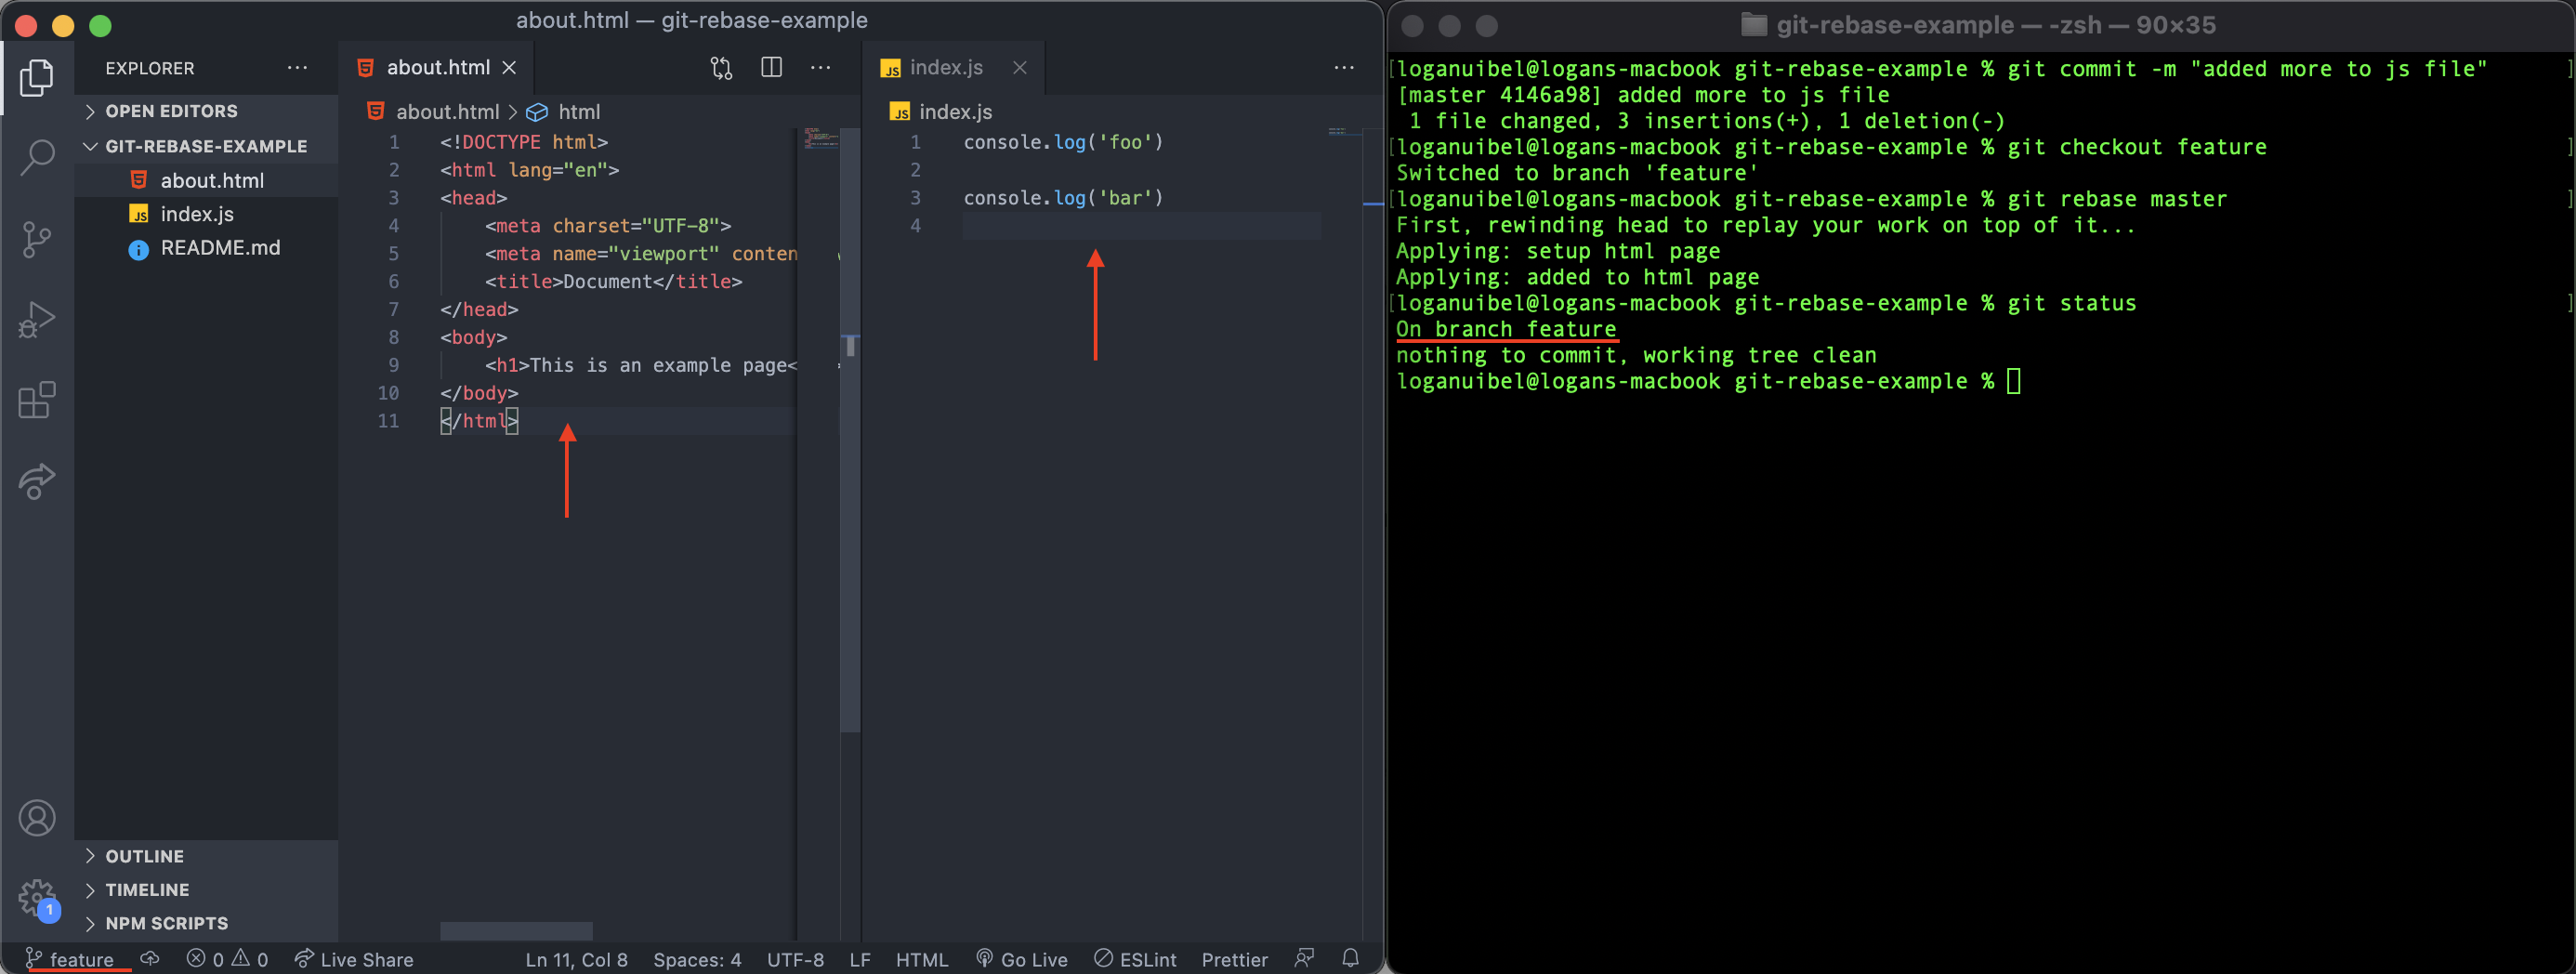 about.html — git-rebase-example
EXPLORER
OPEN EDITORS
GIT-REBASE-EXAMPLE
about.html
index.js
README.md
OUTLINE
TIMELINE
NPM SCRIPTS
about.html
about.html > html
1 <!DOCTYPE html>
2 <html lang="en">
3 <head>
4 <meta charset="UTF-8">
5 <meta name="viewport" conten
6 <title>Document</title>
7 </head>
8 <body>
9 <h1>This is an example page<
10 </body>
11 </html>
index.js
index.js
1 console.log('foo')
2
3 console.log('bar')
4
1
feature
0 0
Live Share
Ln 11, Col 8
Spaces: 4
UTF-8
LF
HTML
Go Live
ESLint
Prettier
git-rebase-example — -zsh — 90×35
[loganuibel@logans-macbook git-rebase-example % git commit -m "added more to js file" ]
[master 4146a98] added more to js file
1 file changed, 3 insertions(+), 1 deletion(-)
[loganuibel@logans-macbook git-rebase-example % git checkout feature ]
Switched to branch 'feature'
[loganuibel@logans-macbook git-rebase-example % git rebase master ]
First, rewinding head to replay your work on top of it...
Applying: setup html page
Applying: added to html page
[loganuibel@logans-macbook git-rebase-example % git status ]
On branch feature
nothing to commit, working tree clean
loganuibel@logans-macbook git-rebase-example %